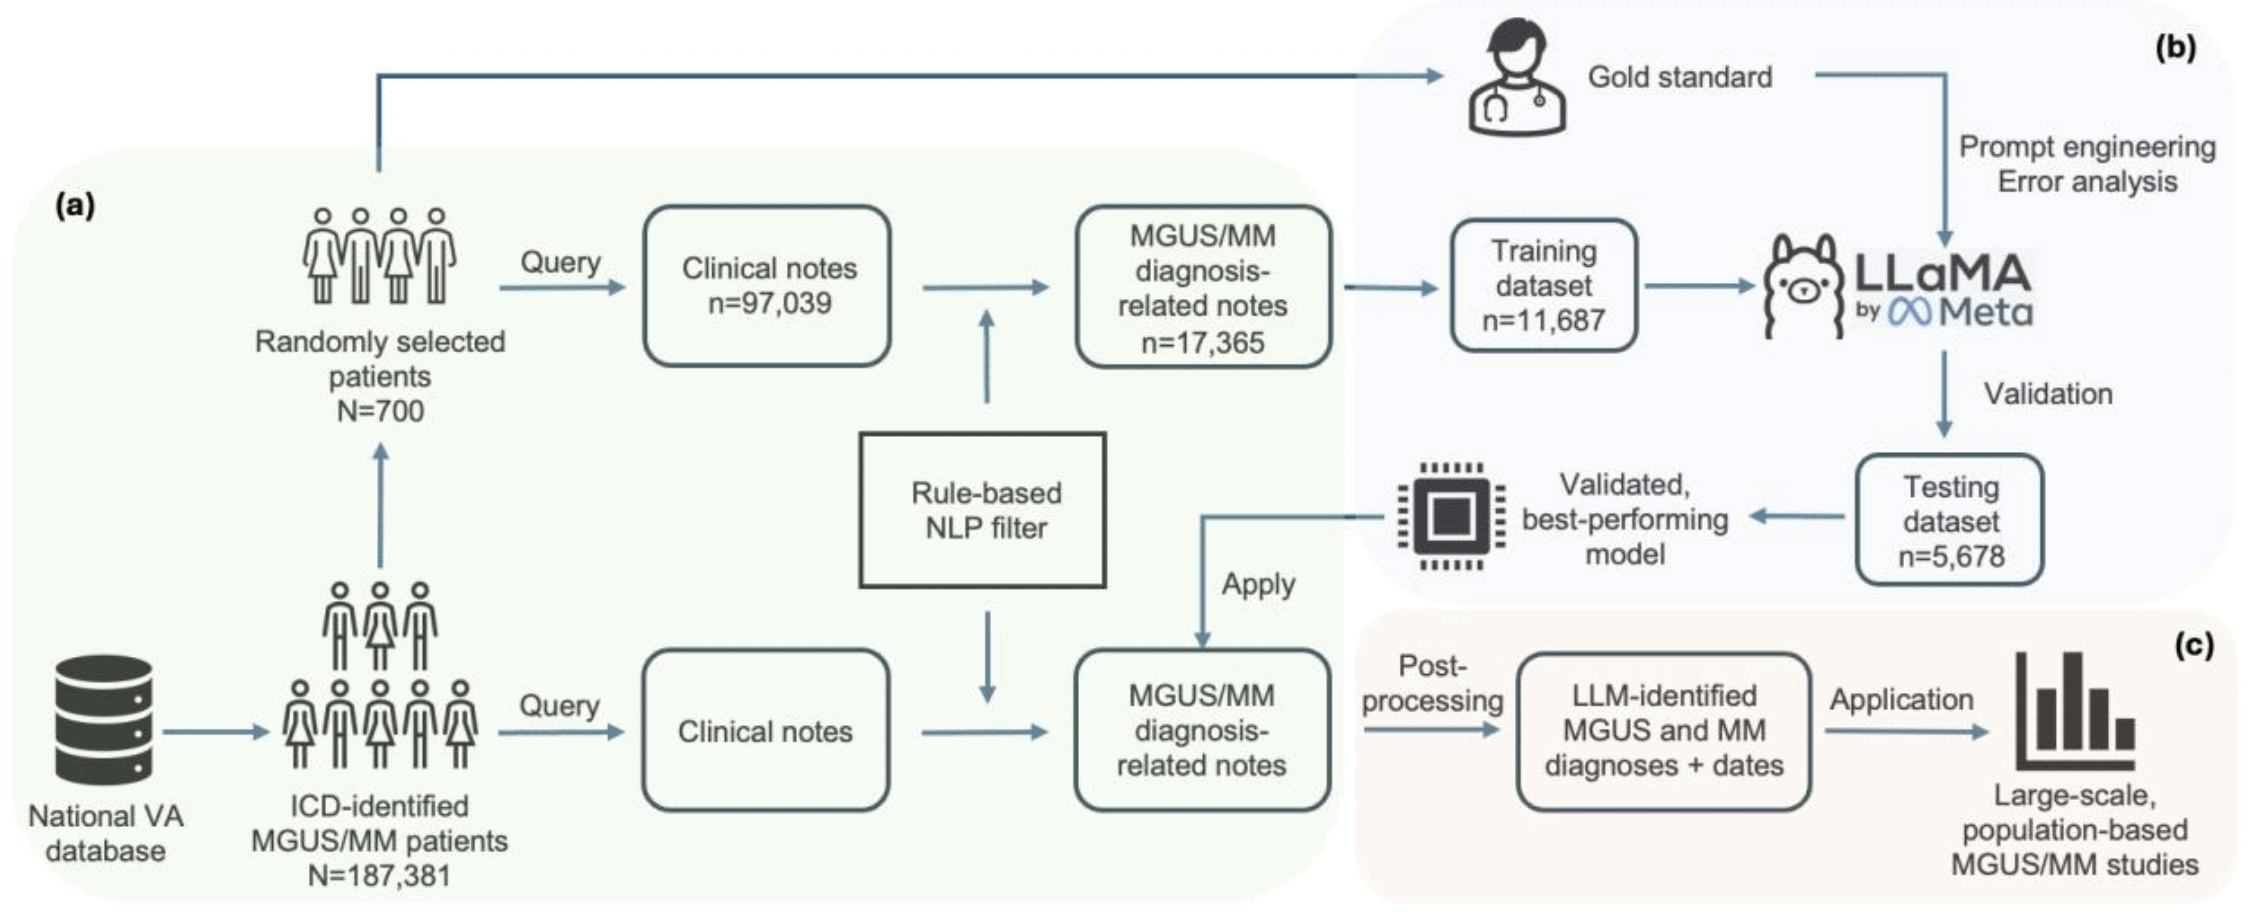 (a)
Randomly selected
patients
N=700
Query
Clinical notes
n=97,039
MGUS/MM
diagnosis-
related notes
n=17,365
Rule-based
NLP filter
National VA
database
ICD-identified
MGUS/MM patients
N=187,381
Query
Clinical notes
MGUS/MM
diagnosis-
related notes
(b)
Gold standard
Prompt engineering
Error analysis
Training
dataset
n=11,687
LLaMA
by Meta
Validation
Testing
dataset
n=5,678
Validated,
best-performing
model
Apply
(c)
Post-
processing
LLM-identified
MGUS and MM
diagnoses + dates
Application
Large-scale,
population-based
MGUS/MM studies